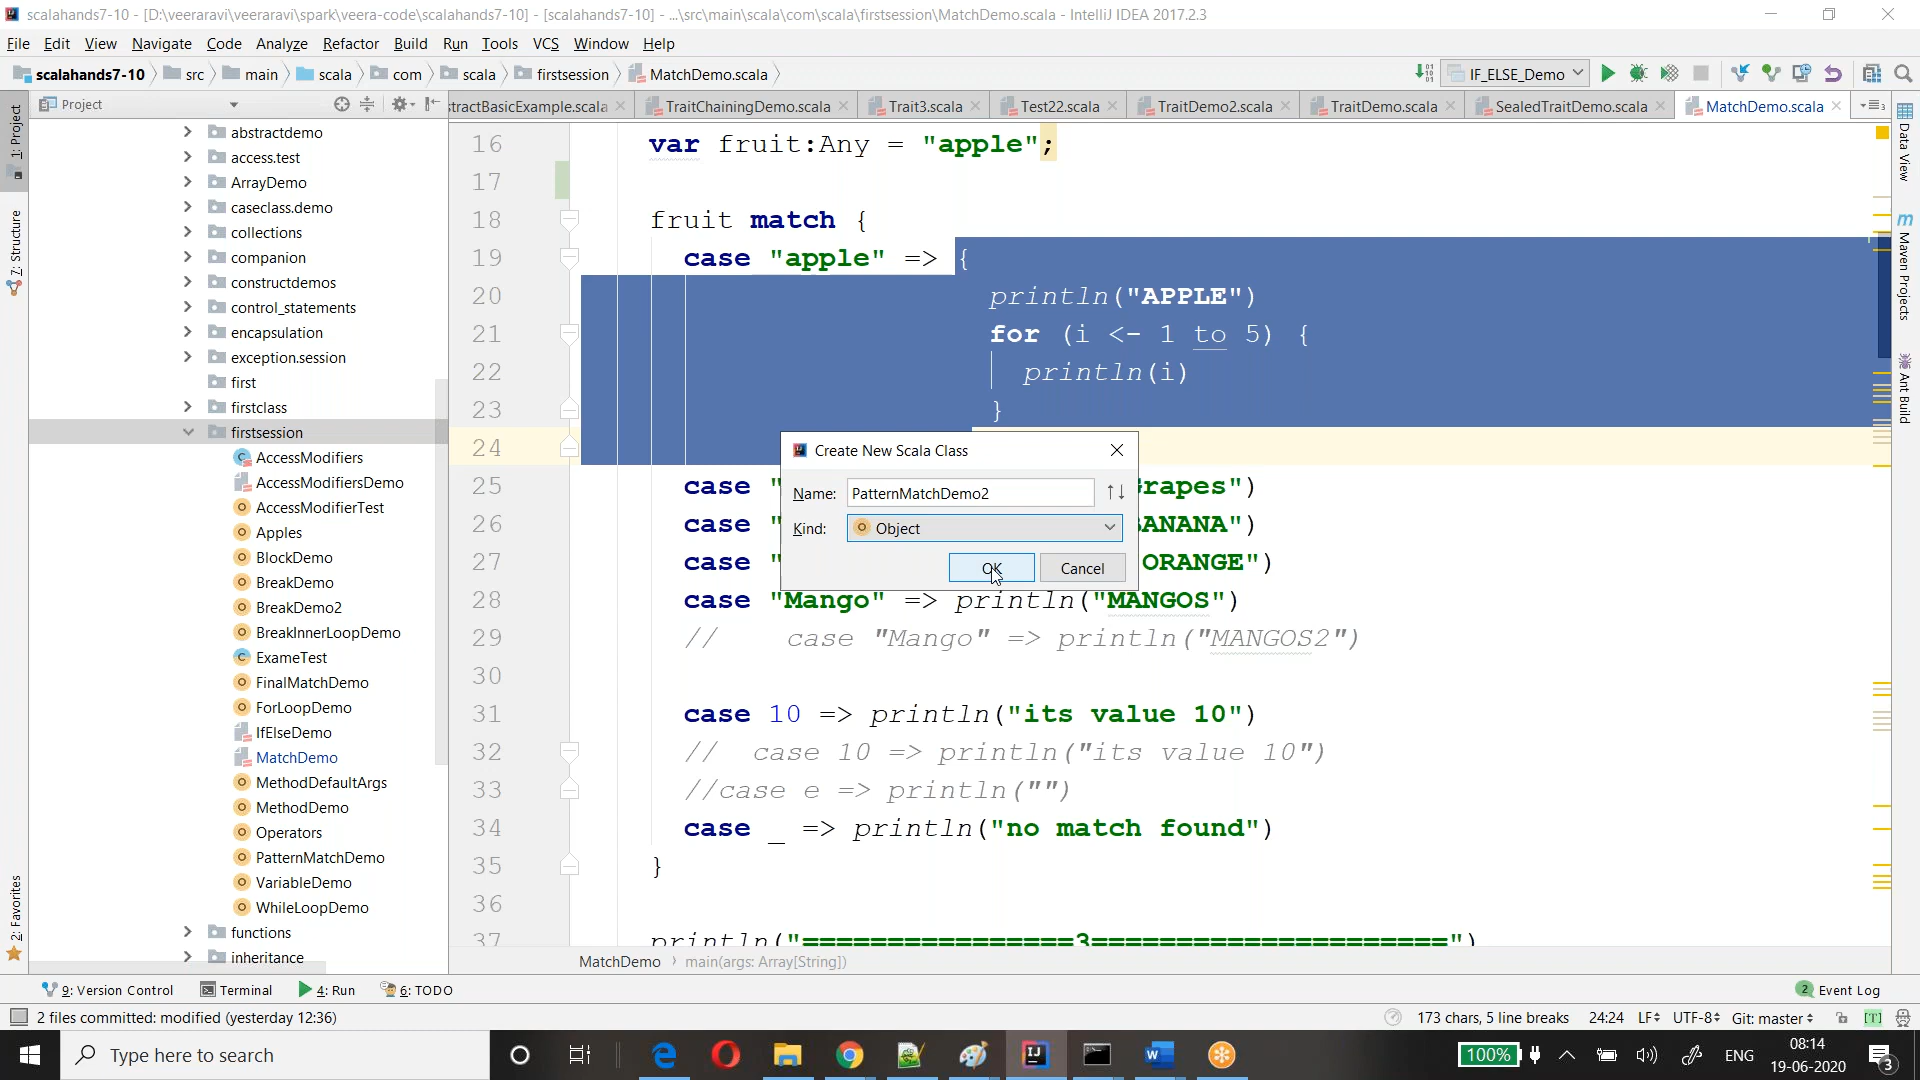 scalahands7-10 - [D:\veeraravi\veeraravi\spark\veera-code\scalahands7-10] - [scalahands7-10] - ...\src\main\scala\com\scala\firstsession\MatchDemo.scala - IntelliJ IDEA 2017.2.3
File Edit View Navigate Code Analyze Refactor Build Run Tools VCS Window Help
scalahands7-10 src main scala com scala firstsession MatchDemo.scala IF_ELSE_Demo
Project
stractBasicExample.scala TraitChainingDemo.scala Trait3.scala Test22.scala TraitDemo2.scala TraitDemo.scala SealedTraitDemo.scala MatchDemo.scala
1: Project
7: Structure
2: Favorites
abstractdemo
access.test
ArrayDemo
caseclass.demo
collections
companion
constructdemos
control_statements
encapsulation
exception.session
first
firstclass
firstsession
AccessModifiers
AccessModifiersDemo
AccessModifierTest
Apples
BlockDemo
BreakDemo
BreakDemo2
BreakInnerLoopDemo
ExameTest
FinalMatchDemo
ForLoopDemo
IfElseDemo
MatchDemo
MethodDefaultArgs
MethodDemo
Operators
PatternMatchDemo
VariableDemo
WhileLoopDemo
functions
inheritance
16 var fruit:Any = "apple";
17
18 fruit match {
19 case "apple" => {
20 println("APPLE")
21 for (i <- 1 to 5) {
22 println(i)
23 }
24
25 case " rapes")
26 case " ANANA")
27 case " ORANGE")
28 case "Mango" => println("MANGOS")
29 // case "Mango" => println("MANGOS2")
30
31 case 10 => println("its value 10")
32 // case 10 => println("its value 10")
33 //case e => println("")
34 case _ => println("no match found")
35 }
36
37 println("================3=====================")
Create New Scala Class
Name: PatternMatchDemo2
Kind: Object
OK Cancel
MatchDemo main(args: Array[String])
Data View
Maven Projects
Ant Build
9: Version Control Terminal 4: Run 6: TODO 2 Event Log
2 files committed: modified (yesterday 12:36) 173 chars, 5 line breaks 24:24 LF UTF-8 Git: master [T]
Type here to search 100% ENG 08:14
19-06-2020 3